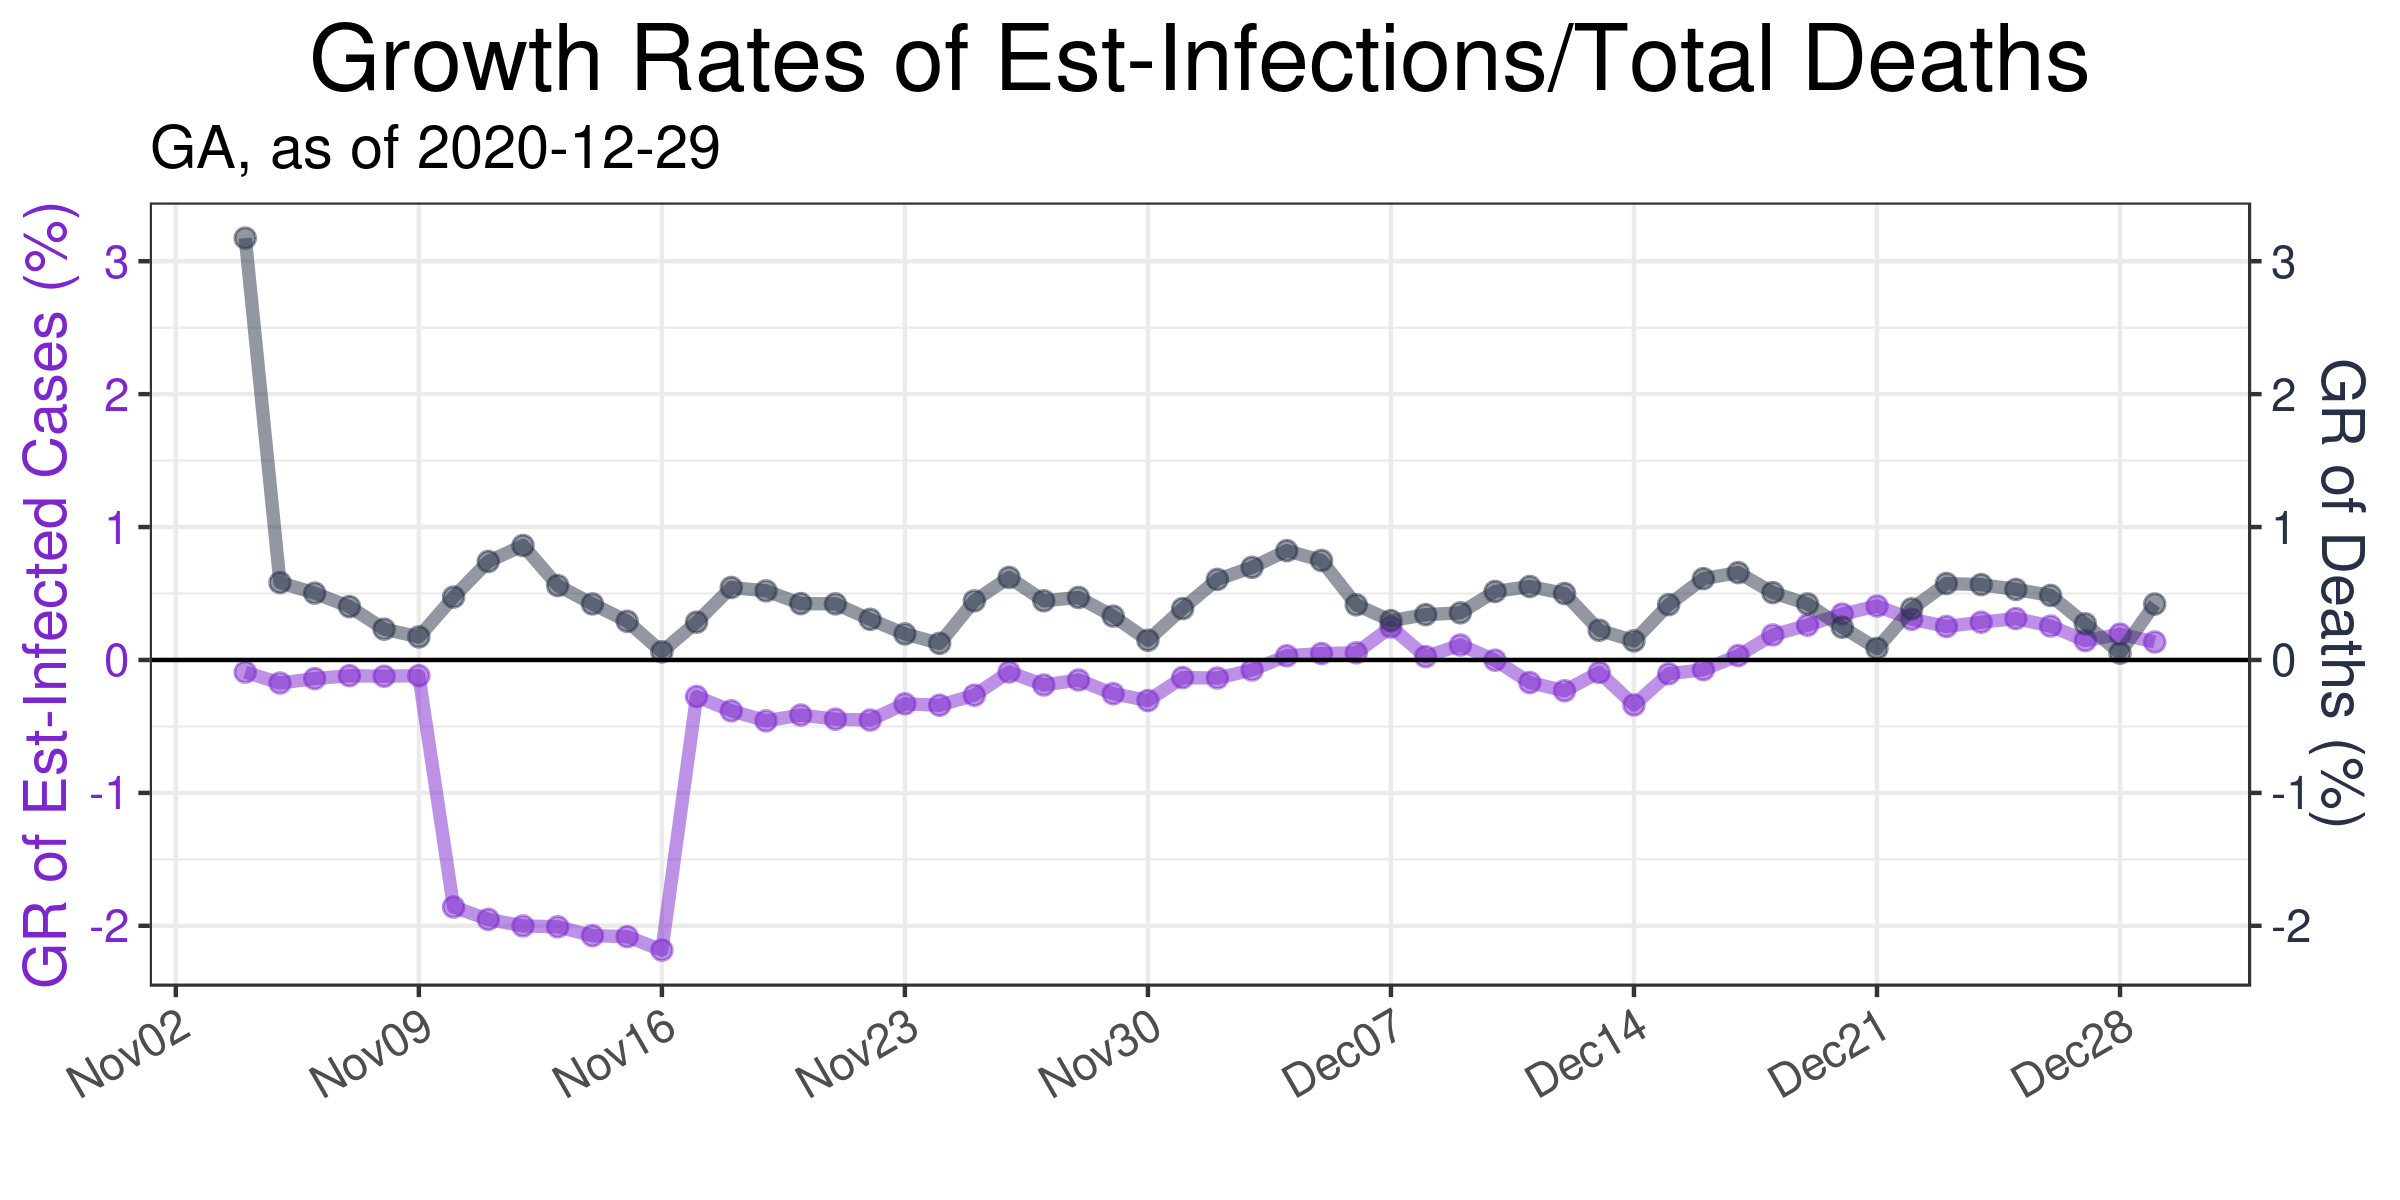 Growth Rates of Est-Infections/Total Deaths
GA, as of 2020-12-29
GR of Est-Infected Cases (%)
3
2
1
0
-1
-2
3
2
1
0
-1
-2
GR of Deaths (%)
Nov02
Nov09
Nov16
Nov23
Nov30
Dec07
Dec14
Dec21
Dec28